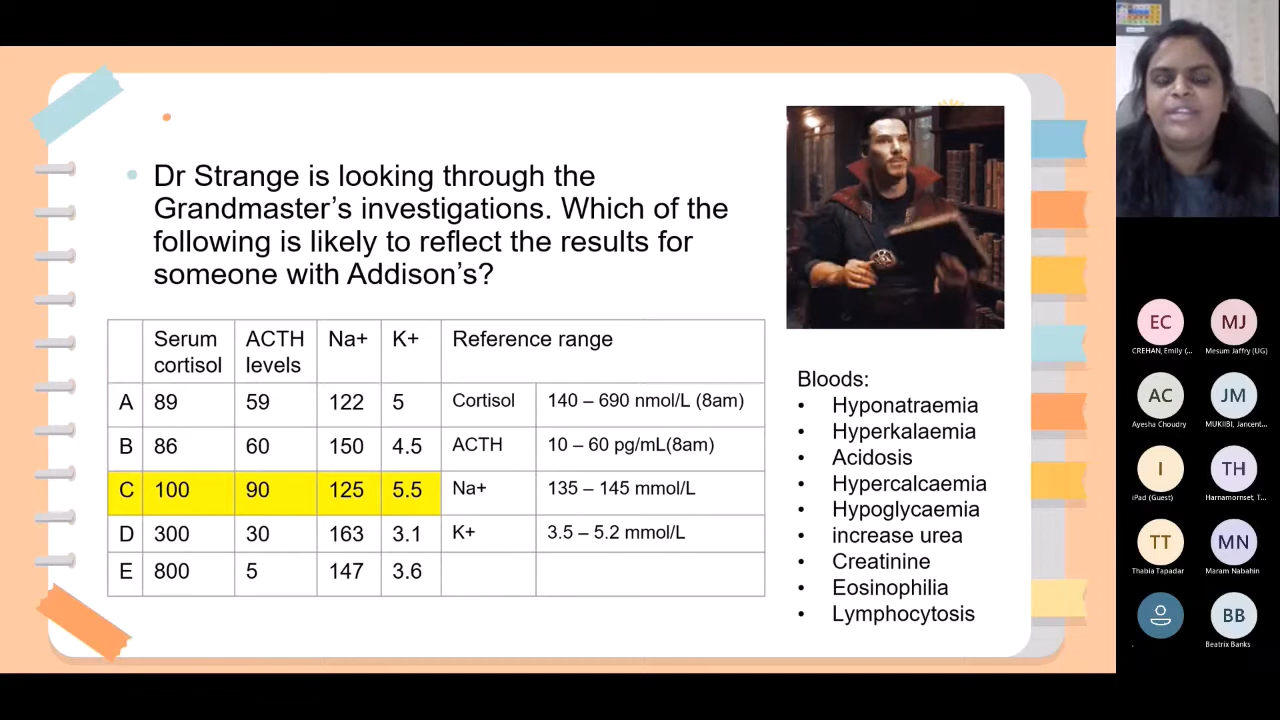 Dr Strange is looking through the
Grandmaster’s investigations. Which of the
following is likely to reflect the results for
someone with Addison’s?
Serum cortisol ACTH levels Na+ K+ Reference range
A 89 59 122 5 Cortisol 140 – 690 nmol/L (8am)
B 86 60 150 4.5 ACTH 10 – 60 pg/mL(8am)
C 100 90 125 5.5 Na+ 135 – 145 mmol/L
D 300 30 163 3.1 K+ 3.5 – 5.2 mmol/L
E 800 5 147 3.6
Bloods:
• Hyponatraemia
• Hyperkalaemia
• Acidosis
• Hypercalcaemia
• Hypoglycaemia
• increase urea
• Creatinine
• Eosinophilia
• Lymphocytosis
EC MJ
CREHAN, Emily (... Mesum Jaffry (UG)
AC JM
Ayesha Choudry MUKIIBI, Jancent...
I TH
iPad (Guest) Harnamornset, T...
TT MN
Thabia Tapadar Maram Nabahin
BB
Beatrix Banks